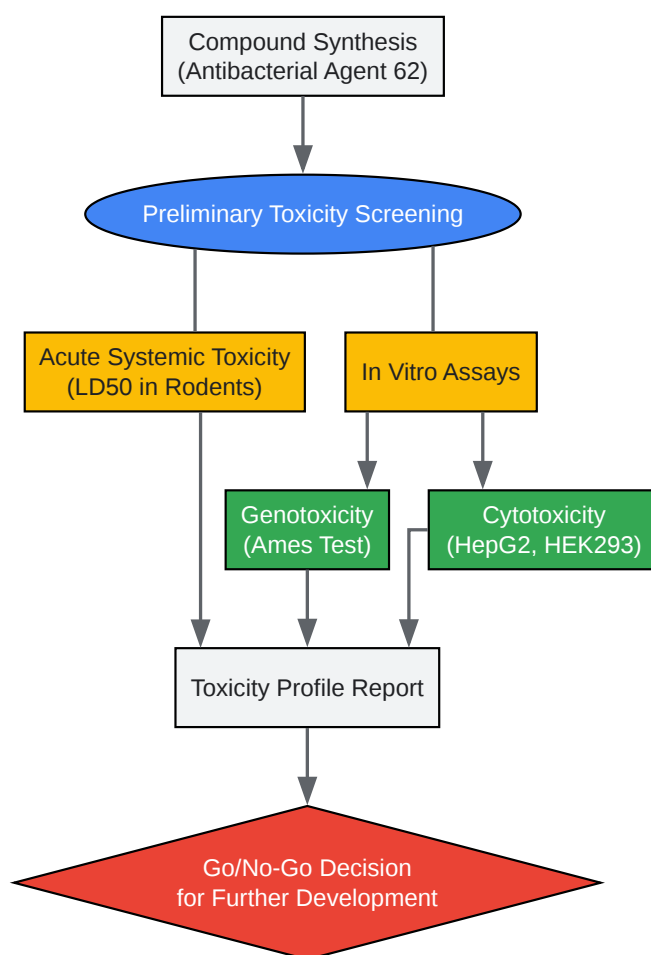 Compound Synthesis
(Antibacterial Agent 62)
Preliminary Toxicity Screening
Acute Systemic Toxicity
(LD50 in Rodents)
In Vitro Assays
Genotoxicity
(Ames Test)
Cytotoxicity
(HepG2, HEK293)
Toxicity Profile Report
Go/No-Go Decision
for Further Development